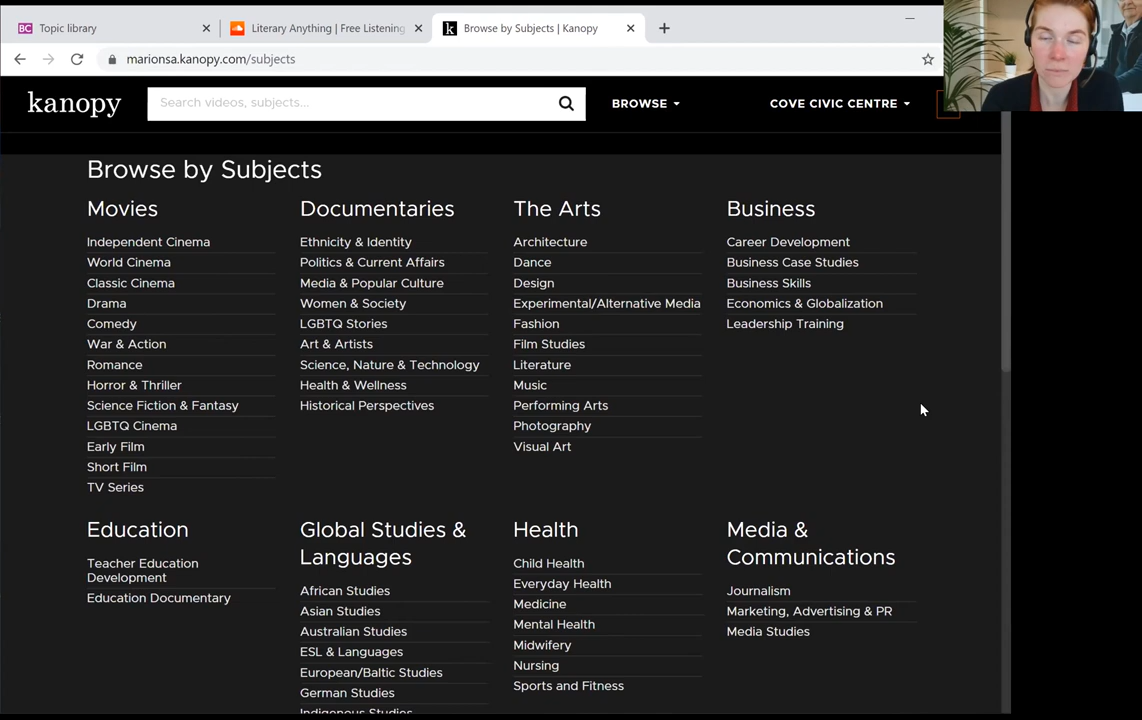 BC Topic library
Literary Anything | Free Listening
k Browse by Subjects | Kanopy
marionsa.kanopy.com/subjects
kanopy
Search videos, subjects...
BROWSE
COVE CIVIC CENTRE
Browse by Subjects
Movies
Independent Cinema
World Cinema
Classic Cinema
Drama
Comedy
War & Action
Romance
Horror & Thriller
Science Fiction & Fantasy
LGBTQ Cinema
Early Film
Short Film
TV Series
Documentaries
Ethnicity & Identity
Politics & Current Affairs
Media & Popular Culture
Women & Society
LGBTQ Stories
Art & Artists
Science, Nature & Technology
Health & Wellness
Historical Perspectives
The Arts
Architecture
Dance
Design
Experimental/Alternative Media
Fashion
Film Studies
Literature
Music
Performing Arts
Photography
Visual Art
Business
Career Development
Business Case Studies
Business Skills
Economics & Globalization
Leadership Training
Education
Teacher Education
Development
Education Documentary
Global Studies &
Languages
African Studies
Asian Studies
Australian Studies
ESL & Languages
European/Baltic Studies
German Studies
Indigenous Studies
Health
Child Health
Everyday Health
Medicine
Mental Health
Midwifery
Nursing
Sports and Fitness
Media &
Communications
Journalism
Marketing, Advertising & PR
Media Studies